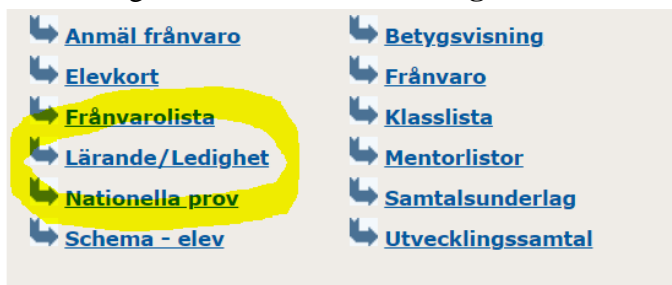 Anmäl frånvaro
Elevkort
Frånvarolista
Lärande/Ledighet
Nationella prov
Schema - elev
Betygsvisning
Frånvaro
Klasslista
Mentorlistor
Samtalsunderlag
Utvecklingssamtal